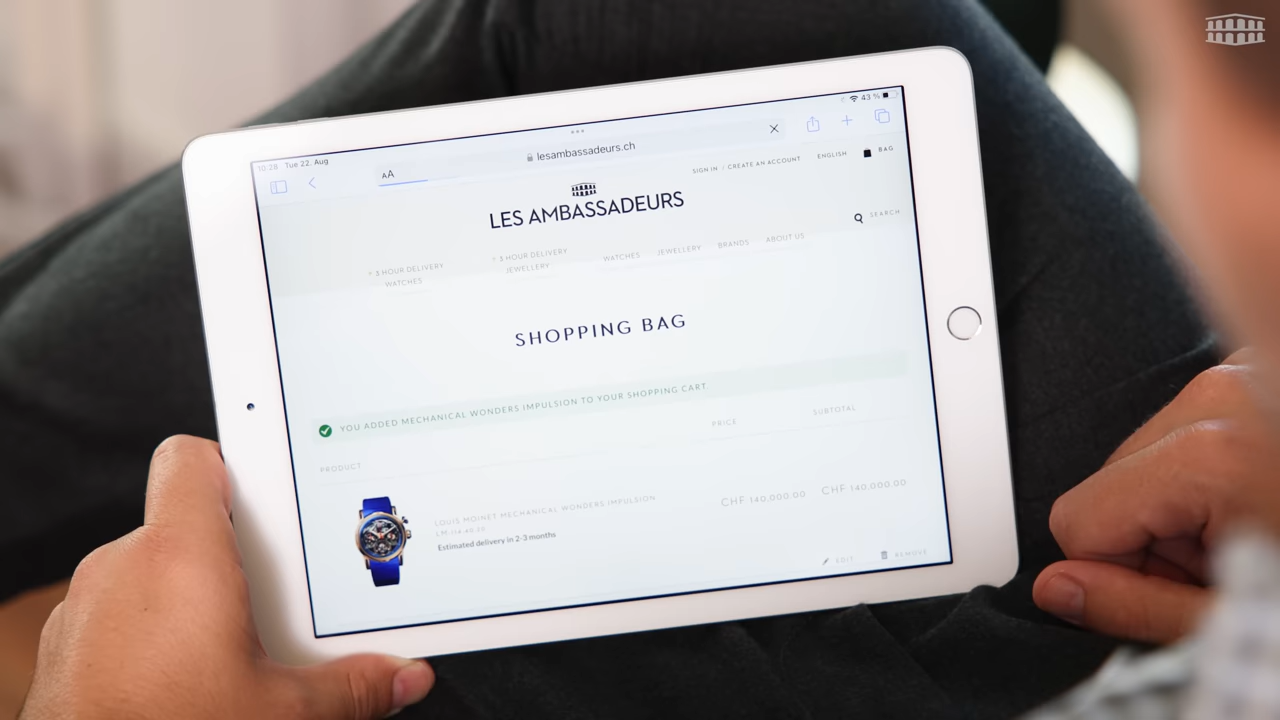 10:28 Tue 22. Aug
43 %
AA
lesambassadeurs.ch
SIGN IN / CREATE AN ACCOUNT
ENGLISH
BAG
LES AMBASSADEURS
SEARCH
3 HOUR DELIVERY
WATCHES
3 HOUR DELIVERY
JEWELLERY
WATCHES
JEWELLERY
BRANDS
ABOUT US
SHOPPING BAG
YOU ADDED MECHANICAL WONDERS IMPULSION TO YOUR SHOPPING CART.
PRODUCT
PRICE
SUBTOTAL
LOUIS MOINET MECHANICAL WONDERS IMPULSION
CHF 140,000.00
CHF 140,000.00
Estimated delivery in 2-3 months
EDIT
REMOVE